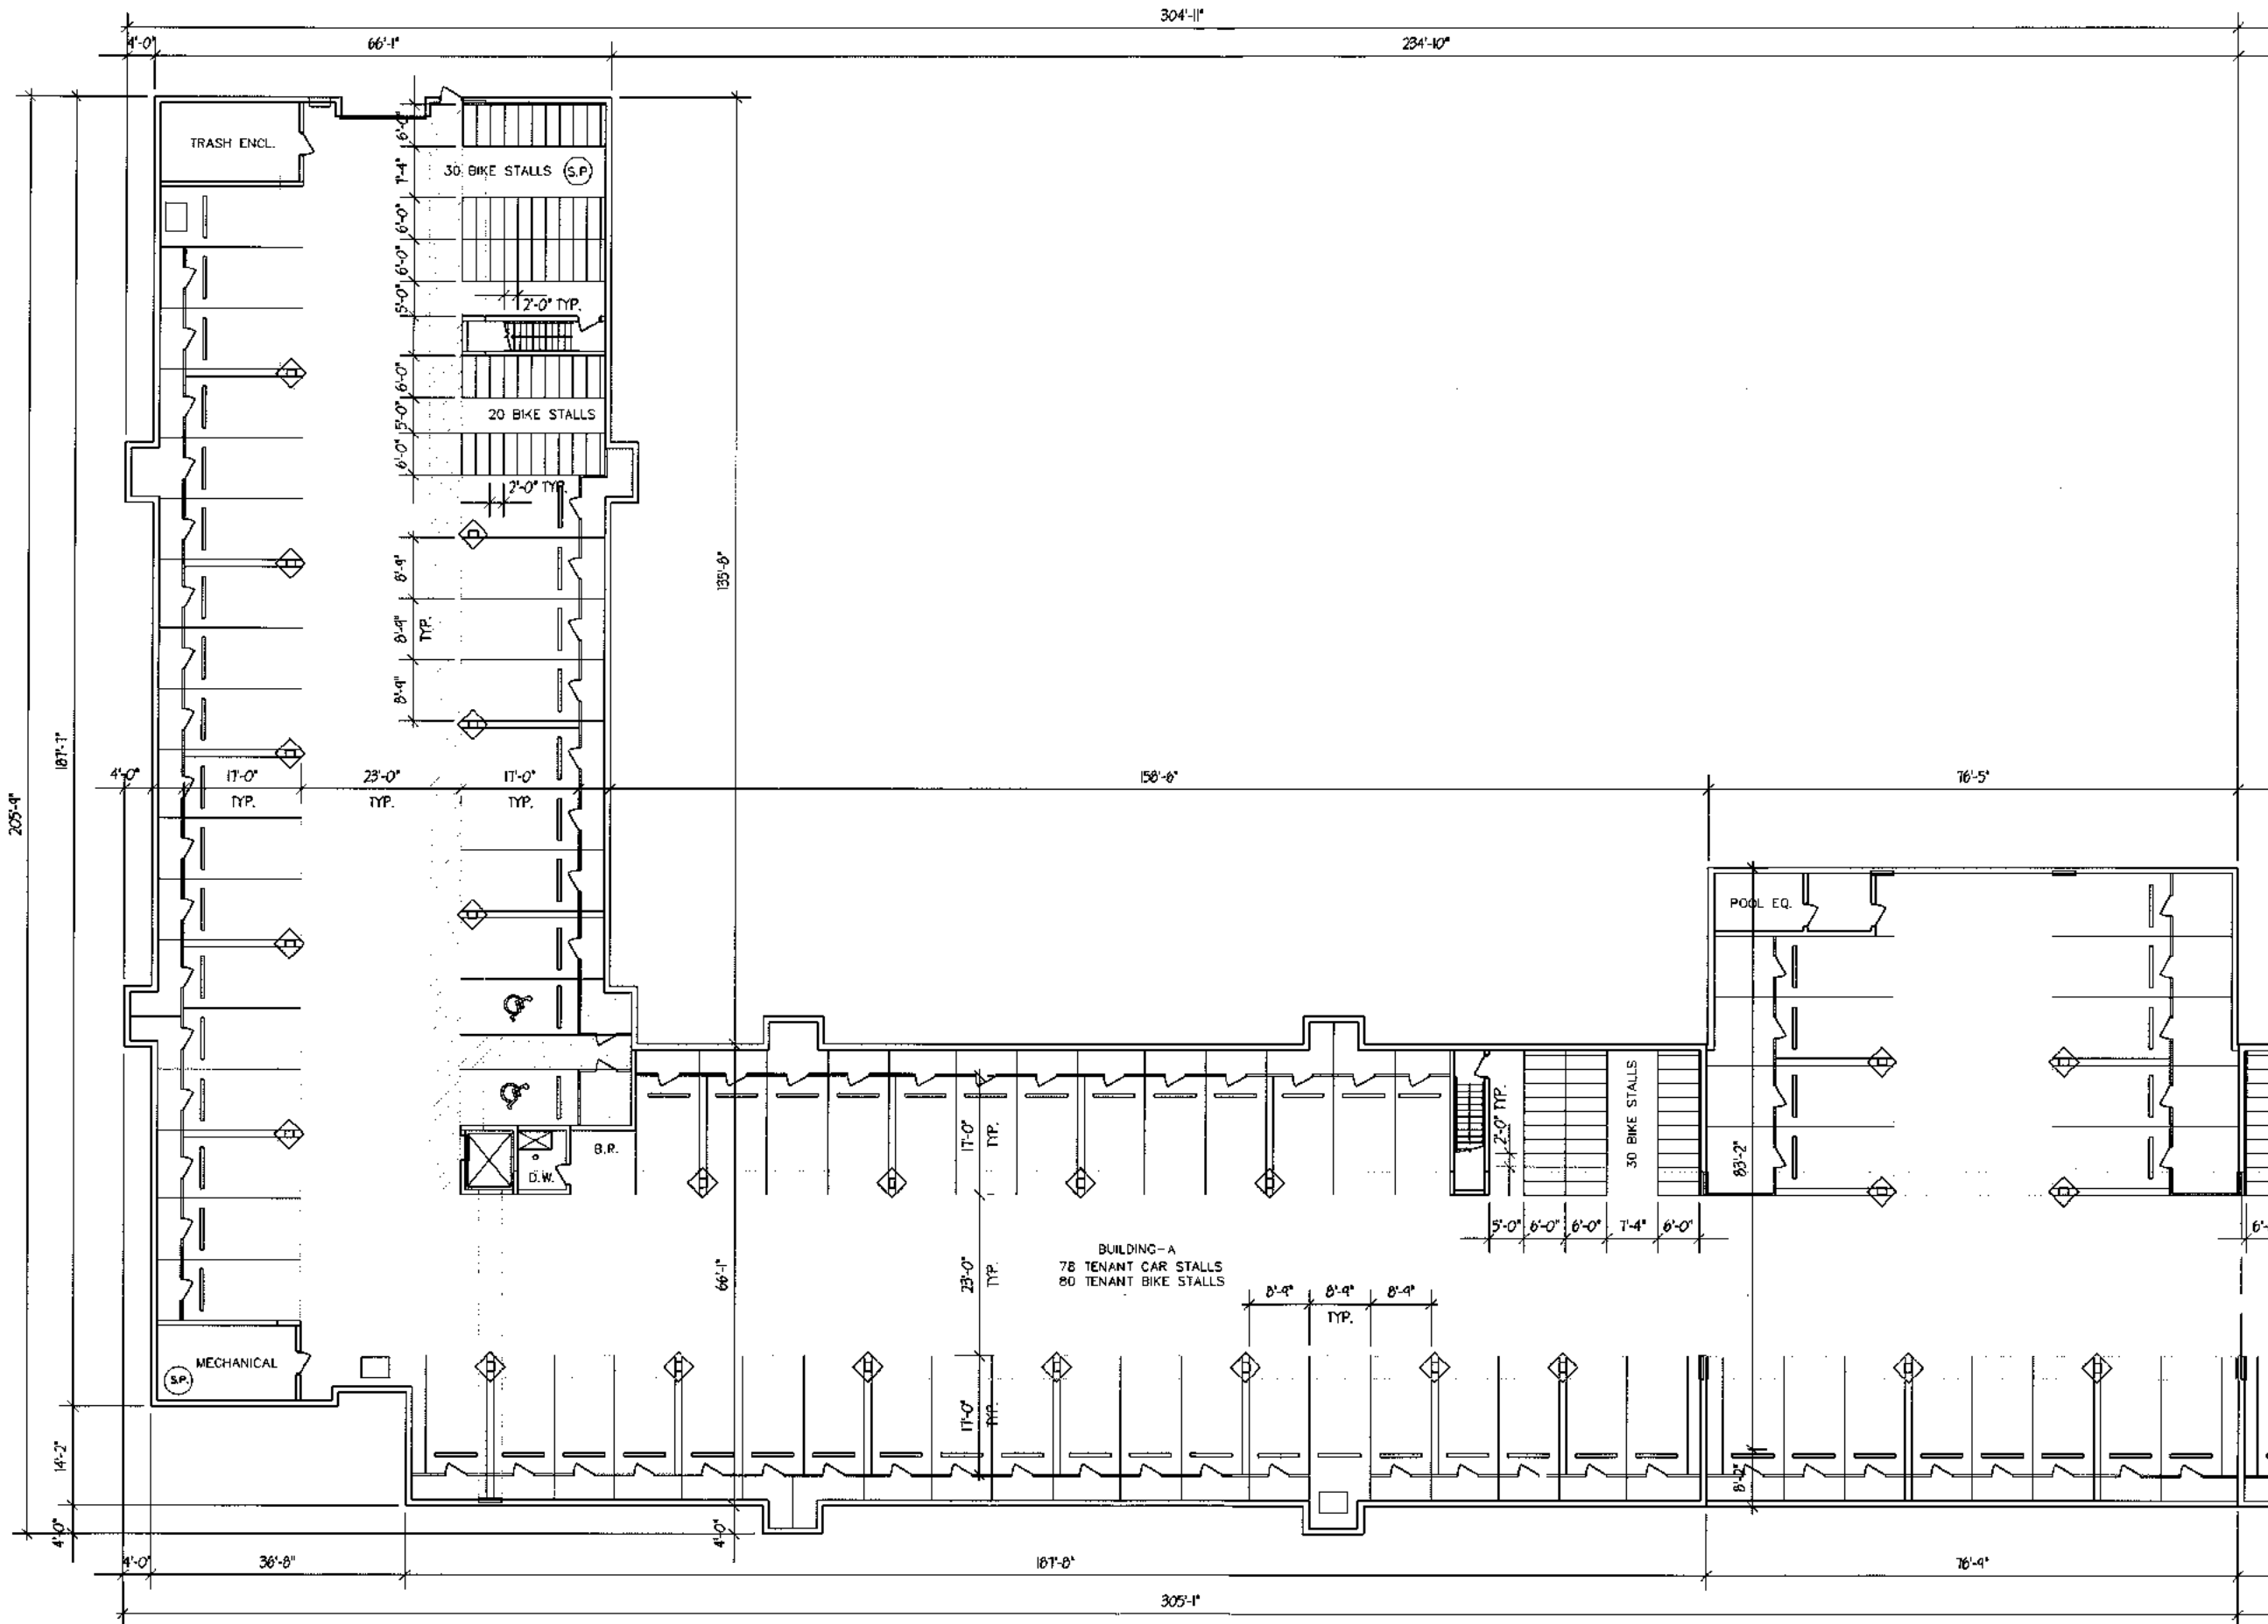 304'-11"
4'-0"
66'-1"
234'-10"
TRASH ENCL.
6'-0"
7'-4"
30 BIKE STALLS
S.P.
6'-0"
6'-0"
5'-0"
2'-0" TYP.
6'-0"
5'-0"
20 BIKE STALLS
6'-0"
2'-0" TYP.
8'-9"
8'-9"
TYP.
8'-9"
135'-8"
187'-7"
205'-9"
4'-0"
17'-0"
TYP.
23'-0"
TYP.
17'-0"
TYP.
158'-6"
76'-5"
POOL EQ.
B.R.
D.W.
17'-0"
TYP.
2'-0" TYP.
30 BIKE STALLS
83'-2"
5'-0"
6'-0"
6'-0"
7'-4"
6'-0"
66'-1"
23'-0"
TYP.
BUILDING-A
78 TENANT CAR STALLS
80 TENANT BIKE STALLS
8'-9"
8'-9"
TYP.
8'-9"
MECHANICAL
S.P.
17'-0"
TYP.
8'-2"
14'-2"
4'-0"
4'-0"
4'-0"
36'-8"
187'-8"
76'-9"
305'-1"